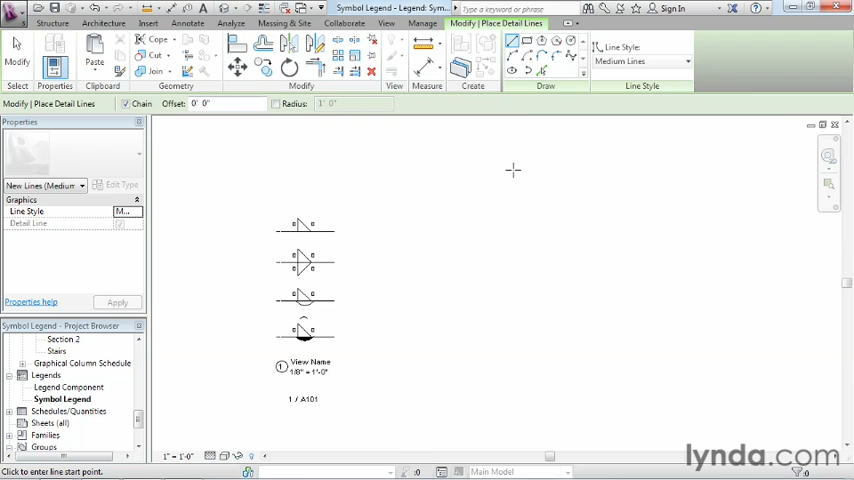 Symbol Legend - Legend: Sym...
Type a keyword or phrase
Sign In
Architecture
Structure
Systems
Insert
Annotate
Analyze
Massing & Site
Collaborate
View
Manage
Modify | Place Detail Lines
Modify
Properties
Paste
Cope
Cut
Join
Line Style:
Medium Lines
Select
Properties
Clipboard
Geometry
Modify
View
Measure
Create
Draw
Line Style
Modify | Place Detail Lines
Chain
Offset: 0' 0"
Radius: 1' 0"
Properties
New Lines (Medium
Edit Type
Graphics
Line Style M...
Detail Line
Properties help
Apply
Symbol Legend - Project Browser
Section 2
Stairs
Graphical Column Schedule
Legends
Legend Component
Symbol Legend
Schedules/Quantities
Sheets (all)
Families
Groups
1 View Name
1/8" = 1'-0"
1 / A101
1" = 1'-0"
Click to enter line start point.
:0
Main Model
:0
lynda.com